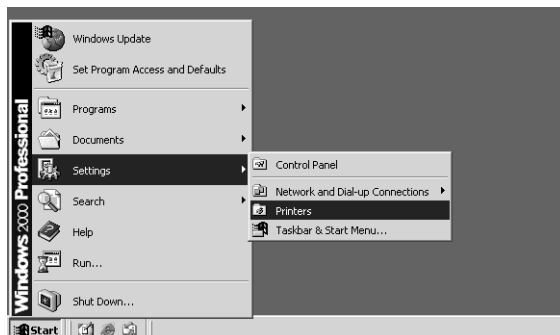 Windows Update
Set Program Access and Defaults
Programs
Documents
Settings
Search
Help
Run...
Shut Down...
Windows 2000 Professional
Control Panel
Network and Dial-up Connections
Printers
Taskbar & Start Menu...
Start